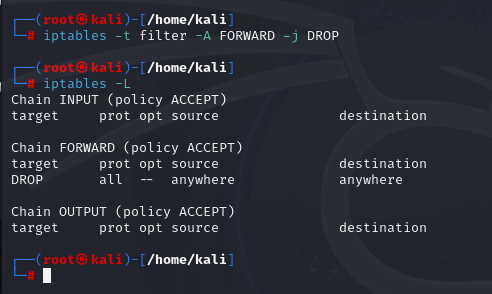 ┌──(root㉿kali)-[/home/kali]
└─# iptables -t filter -A FORWARD -j DROP
┌──(root㉿kali)-[/home/kali]
└─# iptables -L
Chain INPUT (policy ACCEPT)
target     prot opt source               destination
Chain FORWARD (policy ACCEPT)
target     prot opt source               destination
DROP       all  --  anywhere             anywhere
Chain OUTPUT (policy ACCEPT)
target     prot opt source               destination
┌──(root㉿kali)-[/home/kali]
└─#